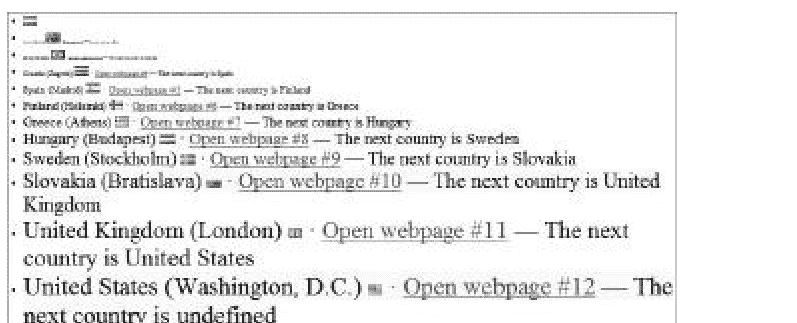 Croatia (Zagreb) · Open webpage #4 — The next country is Spain
Spain (Madrid) · Open webpage #5 — The next country is Finland
Finland (Helsinki) · Open webpage #6 — The next country is Greece
Greece (Athens) · Open webpage #7 — The next country is Hungary
Hungary (Budapest) · Open webpage #8 — The next country is Sweden
Sweden (Stockholm) · Open webpage #9 — The next country is Slovakia
Slovakia (Bratislava) · Open webpage #10 — The next country is United
Kingdom
United Kingdom (London) · Open webpage #11 — The next
country is United States
United States (Washington, D.C.) · Open webpage #12 — The
next country is undefined